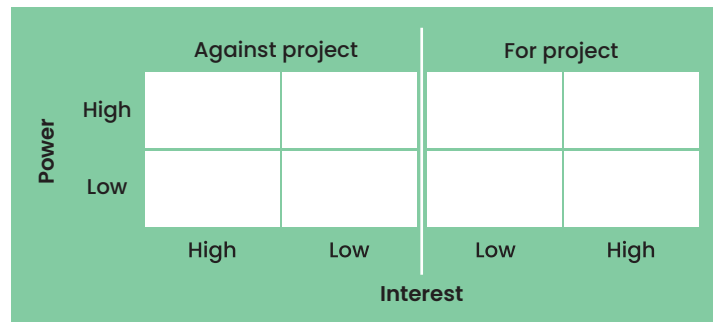 Against project For project
Power
High
Low
High Low Low High
Interest